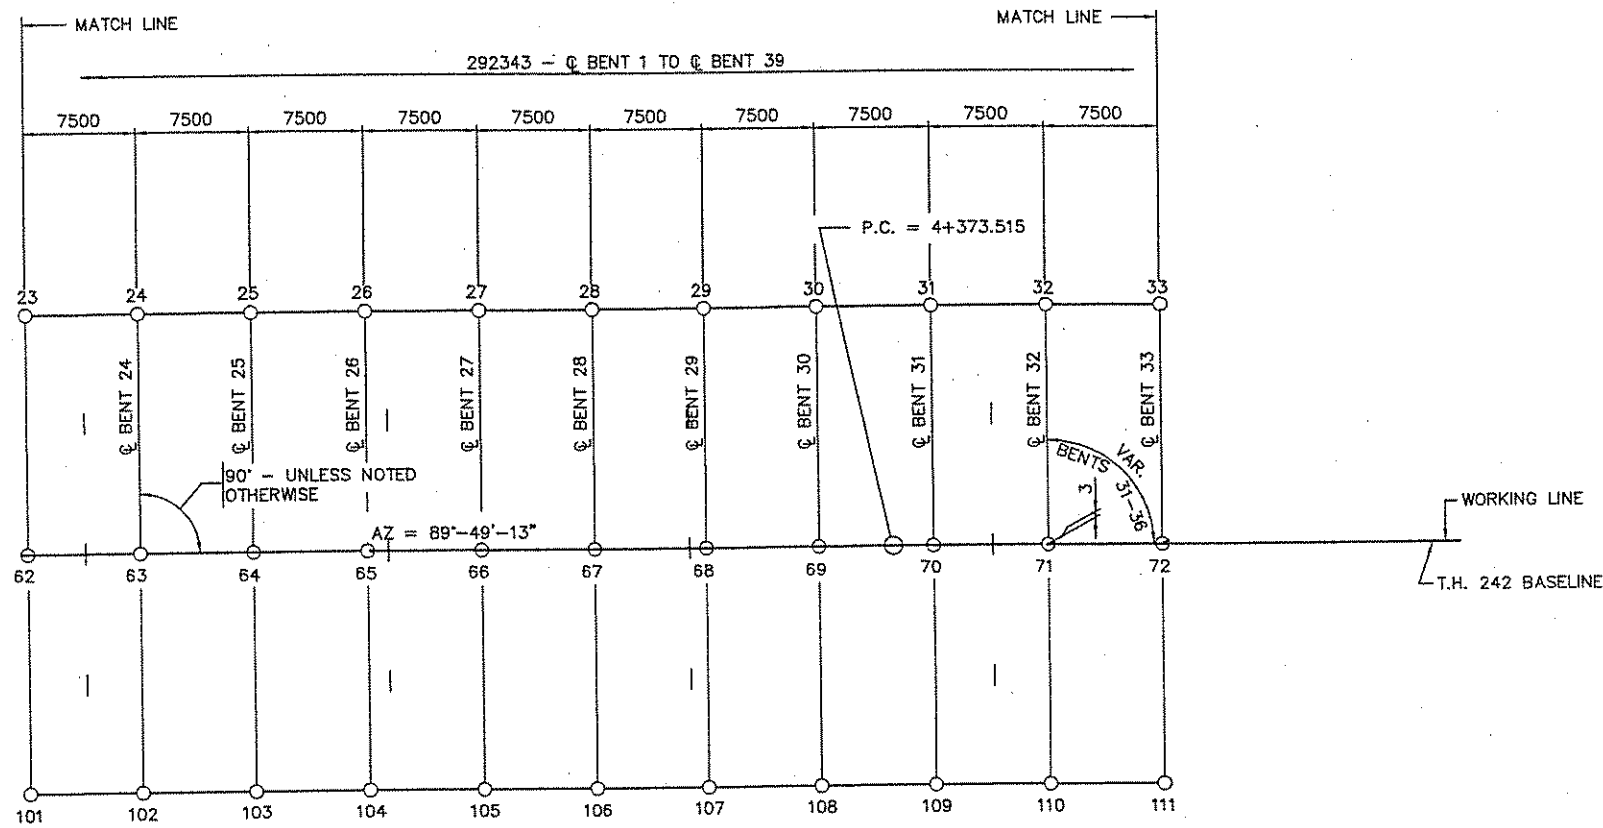 MATCH LINE
MATCH LINE
292343 - ℄ BENT 1 TO ℄ BENT 39
7500 7500 7500 7500 7500 7500 7500 7500 7500 7500
P.C. = 4+373.515
23 24 25 26 27 28 29 30 31 32 33
℄ BENT 24
℄ BENT 25
℄ BENT 26
℄ BENT 27
℄ BENT 28
℄ BENT 29
℄ BENT 30
℄ BENT 31
℄ BENT 32
℄ BENT 33
VAR.
BENTS 31-36
3
90° - UNLESS NOTED
OTHERWISE
WORKING LINE
AZ = 89°-49'-13"
62 63 64 65 66 67 68 69 70 71 72
T.H. 242 BASELINE
101 102 103 104 105 106 107 108 109 110 111